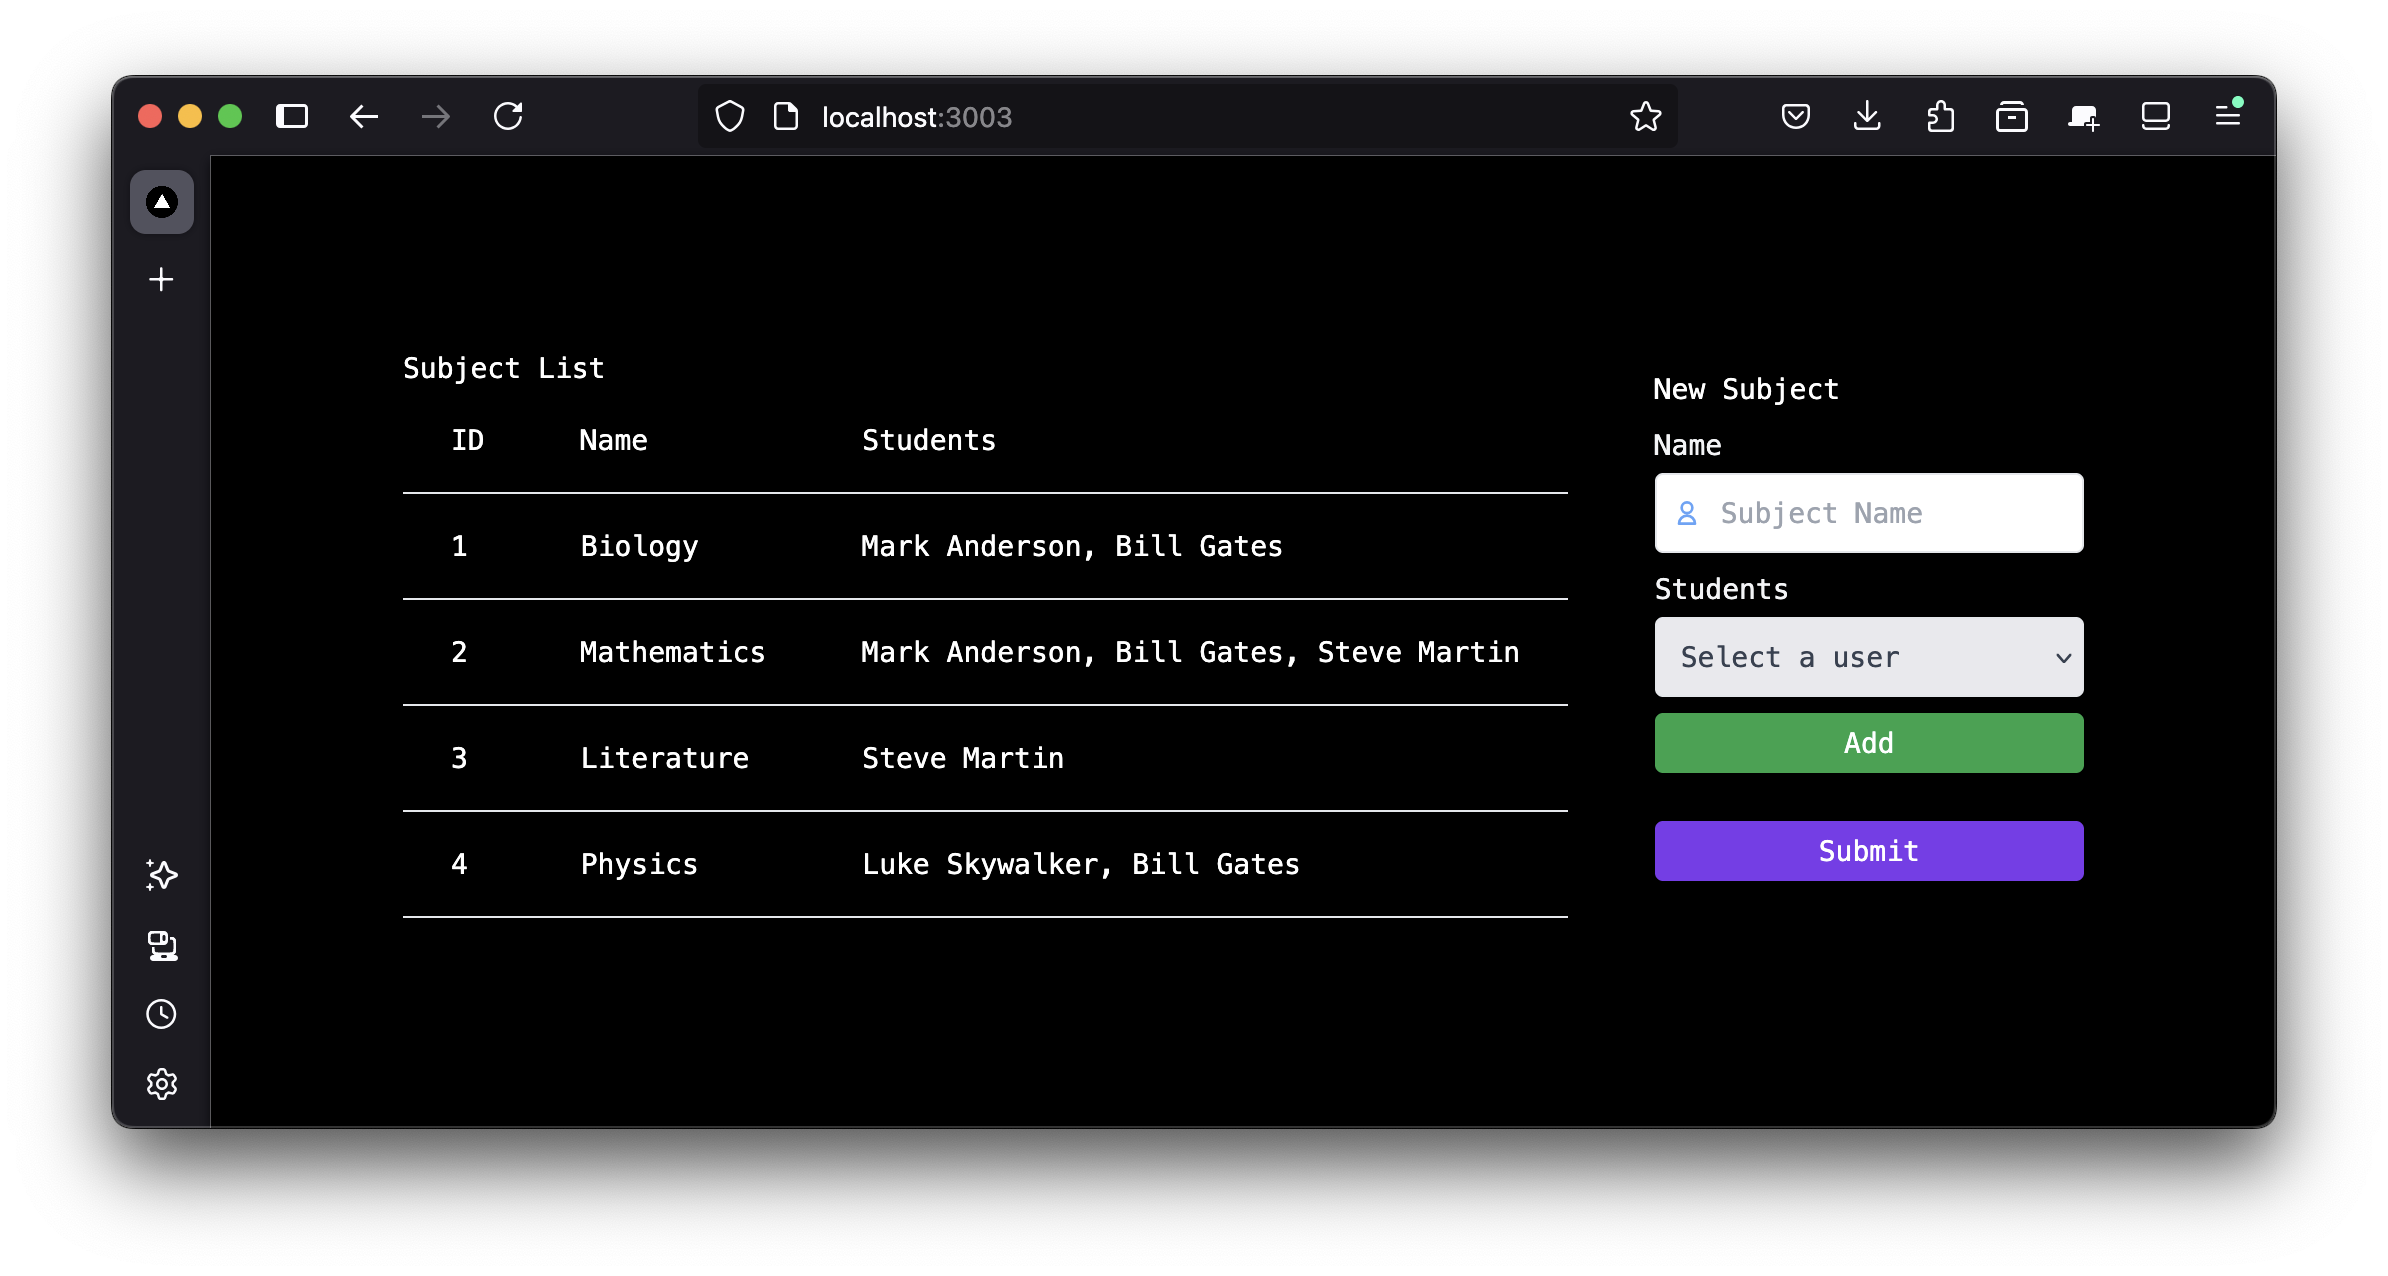 localhost:3003
Subject List
ID Name Students
1 Biology Mark Anderson, Bill Gates
2 Mathematics Mark Anderson, Bill Gates, Steve Martin
3 Literature Steve Martin
4 Physics Luke Skywalker, Bill Gates
New Subject
Name
Subject Name
Students
Select a user
Add
Submit